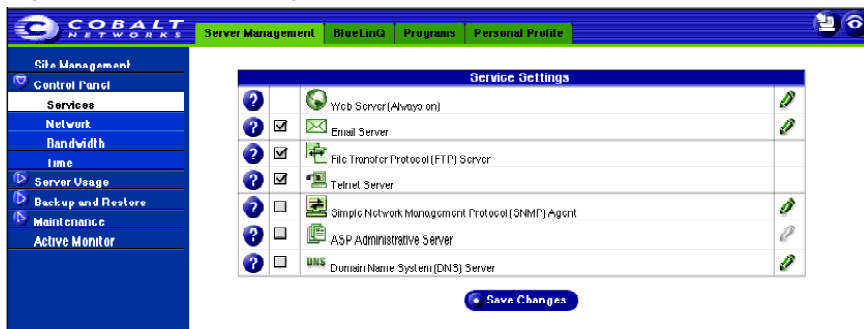 COBALT
NETWORKS
Server Management BlueLinQ Programs Personal Profile
Site Management
Control Panel
Services
Network
Bandwidth
Time
Server Usage
Backup and Restore
Maintenance
Active Monitor
Service Settings
Web Server (Always on)
Email Server
File Transfer Protocol (FTP) Server
Telnet Server
Simple Network Management Protocol (SNMP) Agent
ASP Administrative Server
DNS Domain Name System (DNS) Server
Save Changes